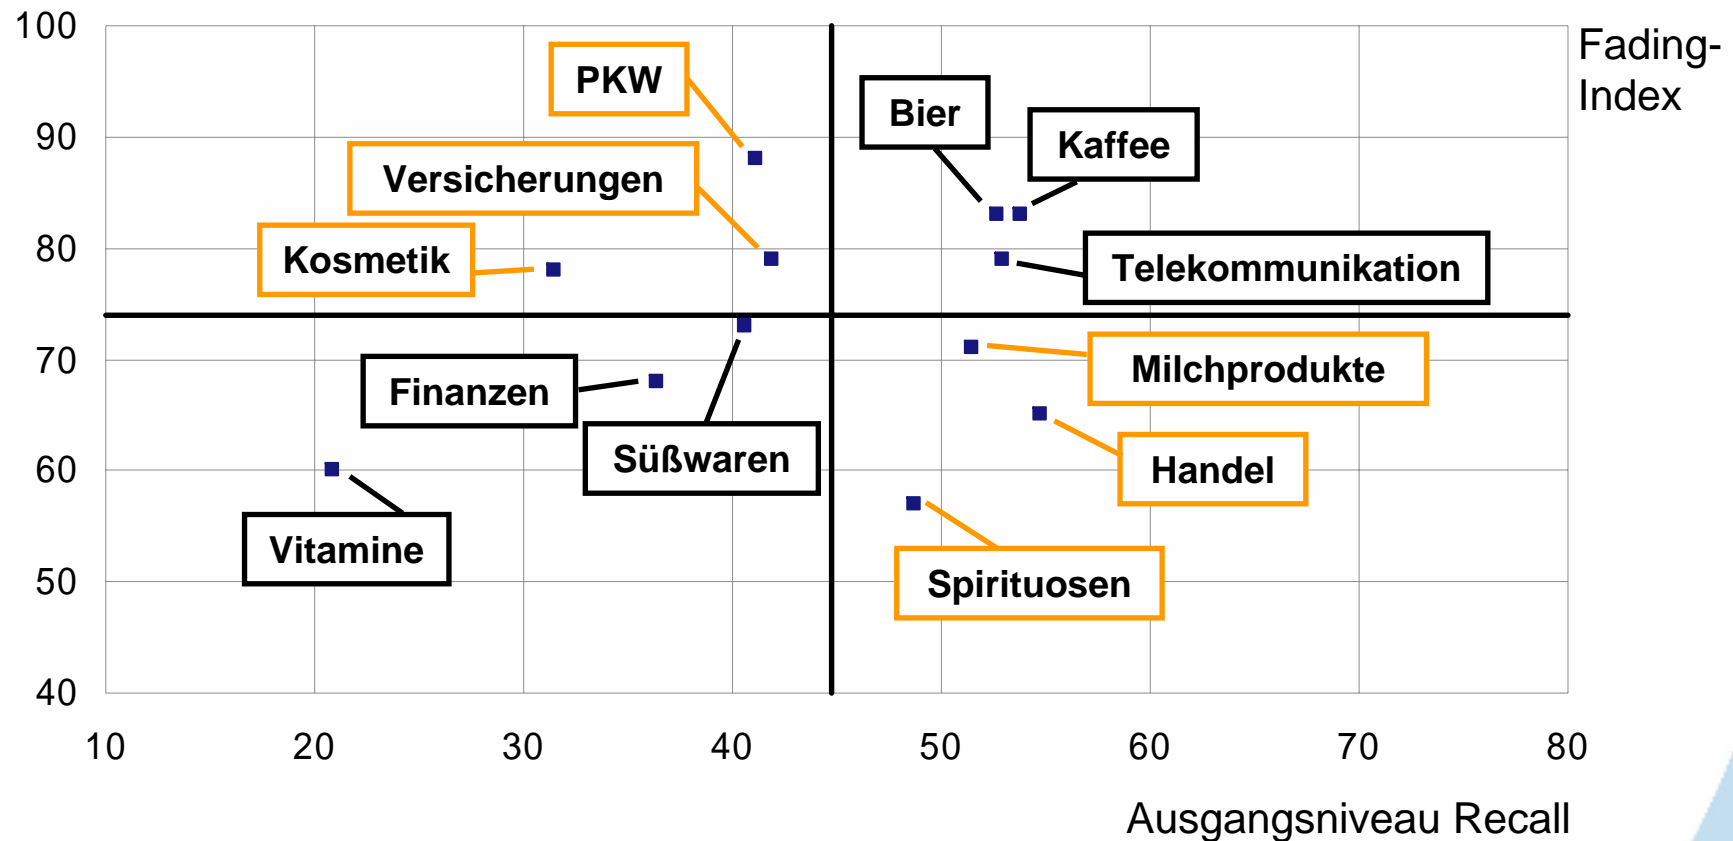 100
90
80
70
60
50
40
Fading-
Index
PKW
Bier
Kaffee
Versicherungen
Kosmetik
Telekommunikation
Milchprodukte
Finanzen
Süßwaren
Handel
Vitamine
Spirituosen
10 20 30 40 50 60 70 80
Ausgangsniveau Recall